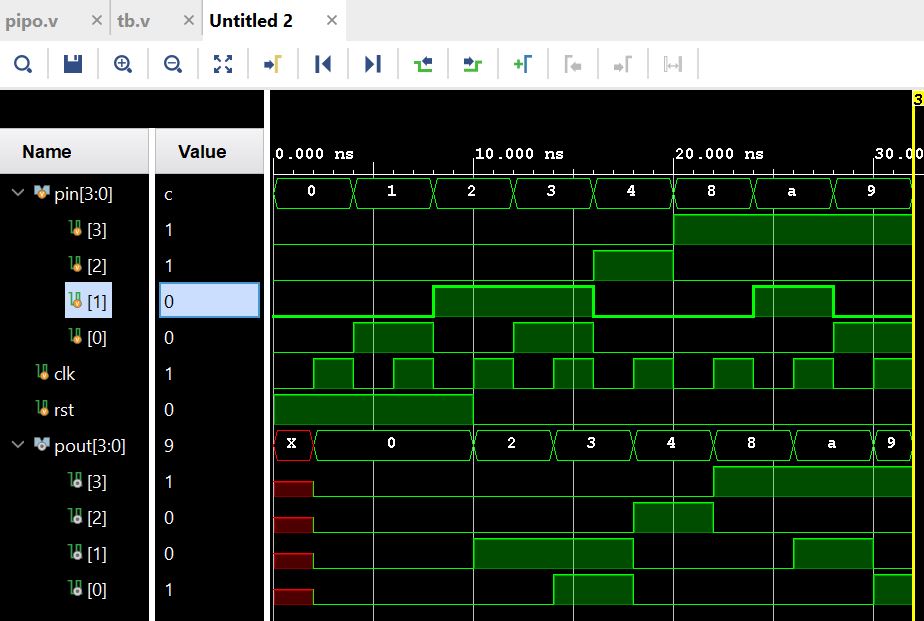 pipo.v × tb.v × Untitled 2 ×
3
Name Value
0.000 ns 10.000 ns 20.000 ns 30.00
pin[3:0] c 0 1 2 3 4 8 a 9
[3] 1
[2] 1
[1] 0
[0] 0
clk 1
rst 0
pout[3:0] 9 X 0 2 3 4 8 a 9
[3] 1
[2] 0
[1] 0
[0] 1